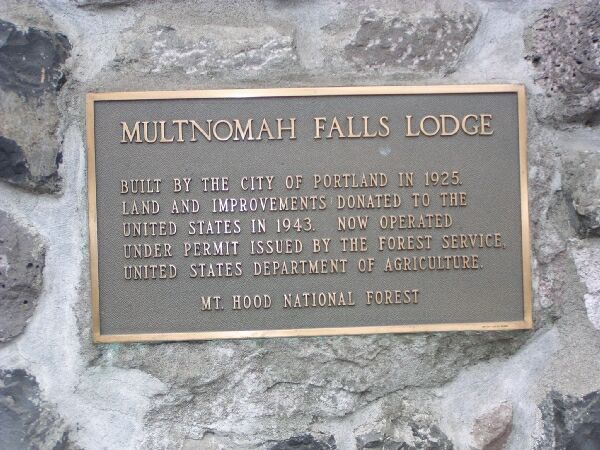 MULTNOMAH FALLS LODGE
BUILT BY THE CITY OF PORTLAND IN 1925.
LAND AND IMPROVEMENTS DONATED TO THE
UNITED STATES IN 1943. NOW OPERATED
UNDER PERMIT ISSUED BY THE FOREST SERVICE,
UNITED STATES DEPARTMENT OF AGRICULTURE.
MT. HOOD NATIONAL FOREST